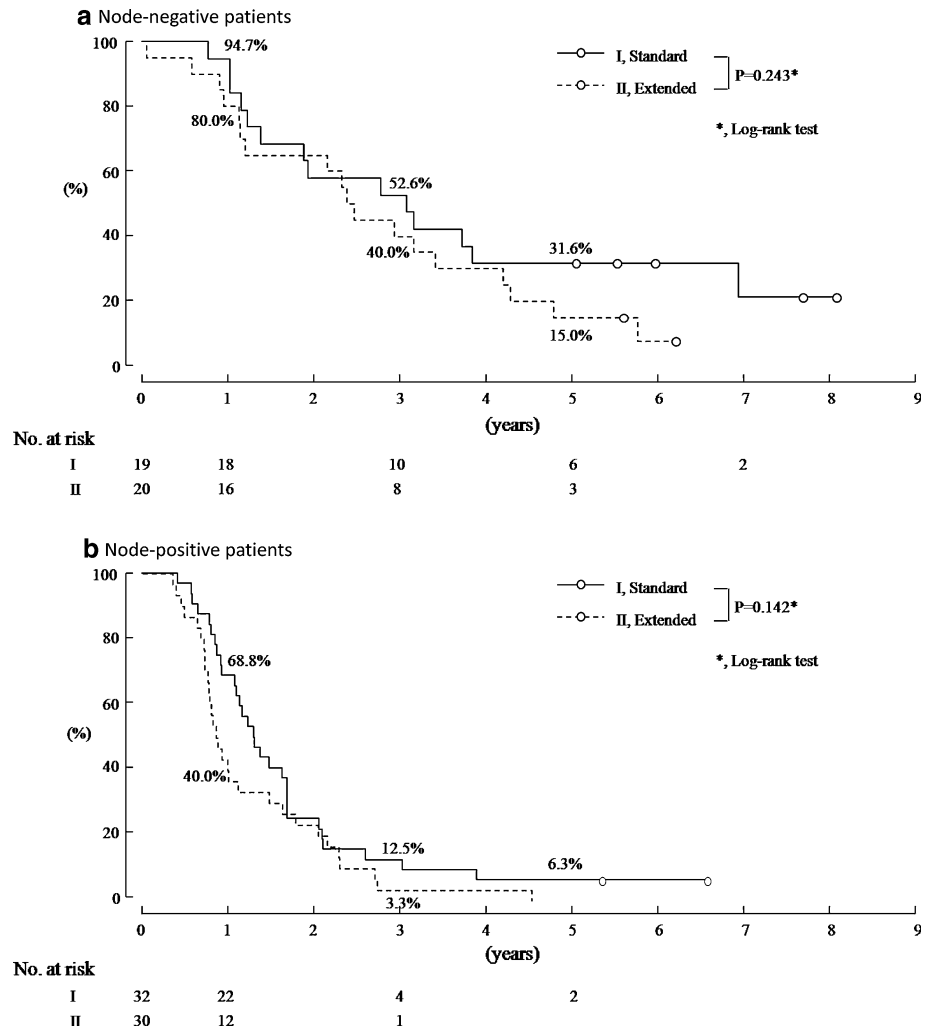 a Node-negative patients
100
80
60
(%)
40
20
0
94.7%
80.0%
52.6%
40.0%
31.6%
15.0%
I, Standard
II, Extended
P=0.243*
*, Log-rank test
0 1 2 3 4 5 6 7 8 9
(years)
No. at risk
I 19 18 10 6 2
II 20 16 8 3
b Node-positive patients
100
80
60
(%)
40
20
0
68.8%
40.0%
12.5%
3.3%
6.3%
I, Standard
II, Extended
P=0.142*
*, Log-rank test
0 1 2 3 4 5 6 7 8 9
(years)
No. at risk
I 32 22 4 2
II 30 12 1